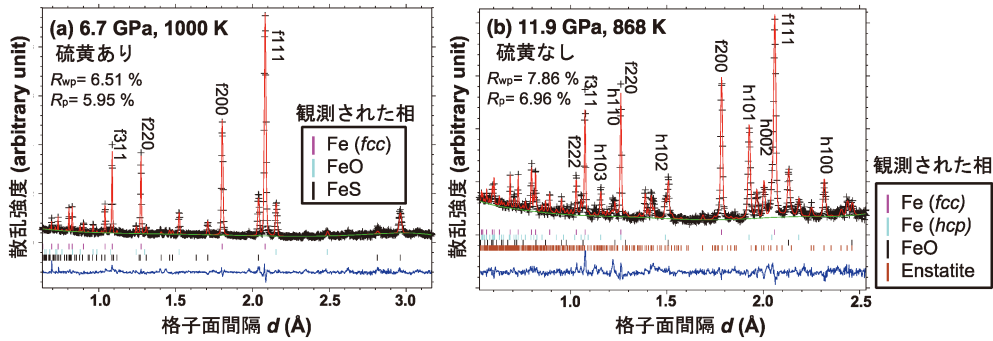 (a) 6.7 GPa, 1000 K
硫黄あり
Rwp= 6.51 %
Rp= 5.95 %
f311
f220
f200
f111
観測された相
Fe (fcc)
FeO
FeS
散乱強度 (arbitrary unit)
1.0
1.5
2.0
2.5
3.0
格子面間隔 d (Å)
(b) 11.9 GPa, 868 K
硫黄なし
Rwp= 7.86 %
Rp= 6.96 %
f222
f311
h103
h110
f220
h102
f200
h101
h002
f111
h100
観測された相
Fe (fcc)
Fe (hcp)
FeO
Enstatite
散乱強度 (arbitrary unit)
1.0
1.5
2.0
2.5
格子面間隔 d (Å)